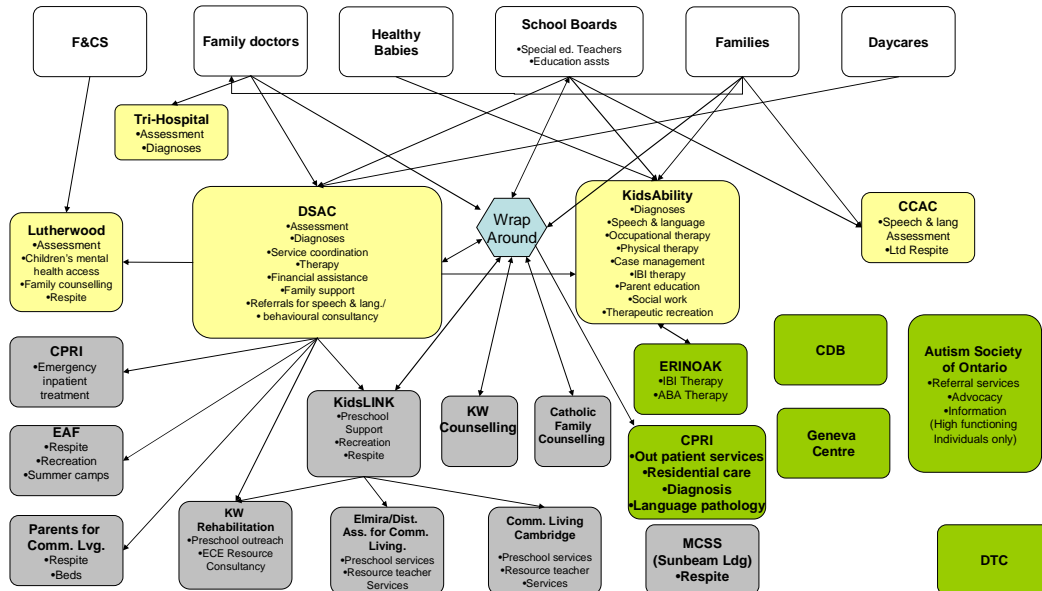 F&CS
Family doctors
Healthy
Babies
School Boards
•Special ed. Teachers
•Education assts
Families
Daycares
Tri-Hospital
•Assessment
•Diagnoses
Lutherwood
•Assessment
•Children's mental
health access
•Family counselling
•Respite
DSAC
•Assessment
•Diagnoses
•Service coordination
•Therapy
•Financial assistance
•Family support
•Referrals for speech & lang./
• behavioural consultancy
Wrap
Around
KidsAbility
•Diagnoses
•Speech & language
•Occupational therapy
•Physical therapy
•Case management
•IBI therapy
•Parent education
•Social work
•Therapeutic recreation
CCAC
•Speech & lang
Assessment
•Ltd Respite
CPRI
•Emergency
inpatient
treatment
KidsLINK
•Preschool
Support
•Recreation
•Respite
KW
Counselling
Catholic
Family
Counselling
ERINOAK
•IBI Therapy
•ABA Therapy
CDB
Autism Society
of Ontario
•Referral services
•Advocacy
•Information
(High functioning
Individuals only)
EAF
•Respite
•Recreation
•Summer camps
CPRI
•Out patient services
•Residential care
•Diagnosis
•Language pathology
Geneva
Centre
Parents for
Comm. Lvg.
•Respite
•Beds
KW
Rehabilitation
•Preschool outreach
•ECE Resource
Consultancy
Elmira/Dist.
Ass. for Comm.
Living.
•Preschool services
•Resource teacher
Services
Comm. Living
Cambridge
•Preschool services
•Resource teacher
•Services
MCSS
(Sunbeam Ldg)
•Respite
DTC